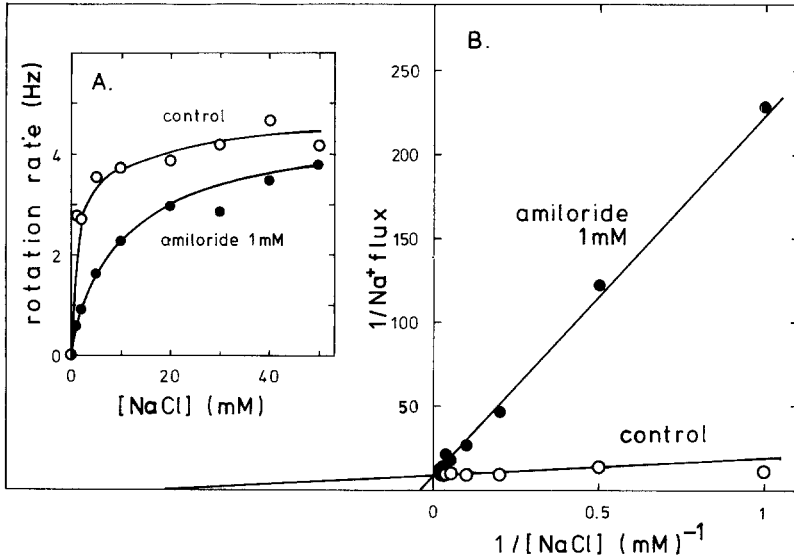 A.
rotation rate (Hz)
4
2
0
control
amiloride 1mM
0
20
40
[NaCl] (mM)
B.
1/Na⁺flux
250
200
150
100
50
amiloride
1mM
control
0
0.5
1
1/[NaCl] (mM)⁻¹